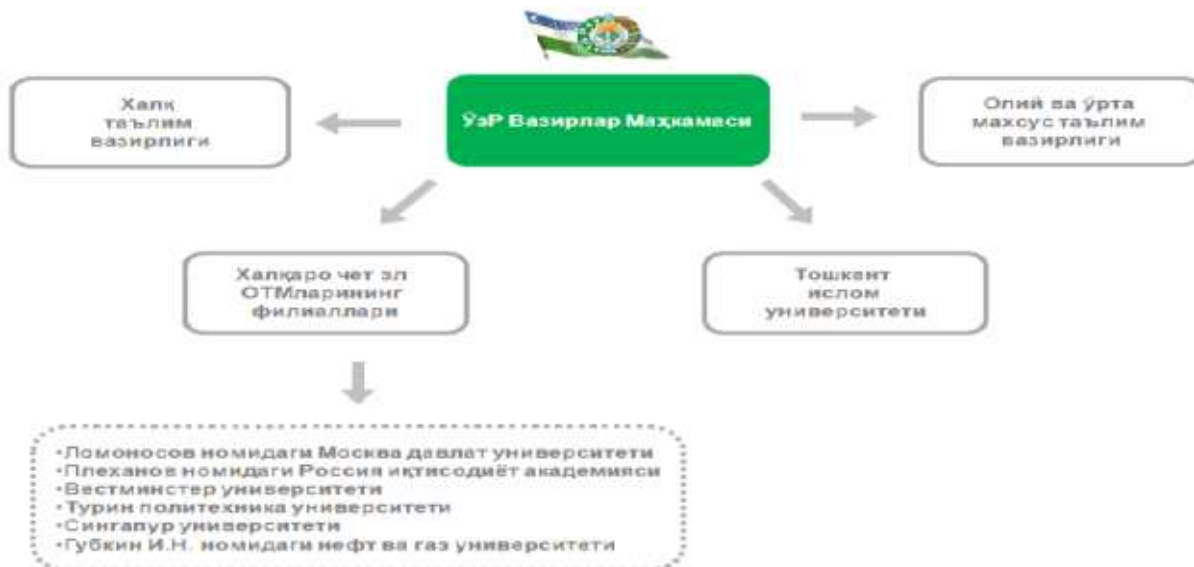 Халқ
таълим
вазирлиги
ЎзР Вазирлар Маҳкамаси
Олий ва ўрта
махсус таълим
вазирлиги
Халқаро чет эл
ОТМларининг
филиаллари
Тошкент
ислом
университети
•Ломоносов номидаги Москва давлат университети
•Плеханов номидаги Россия иқтисодиёт академияси
•Вестминстер университети
•Турин политехника университети
•Сингапур университети
•Губкин И.Н. номидаги нефт ва газ университети